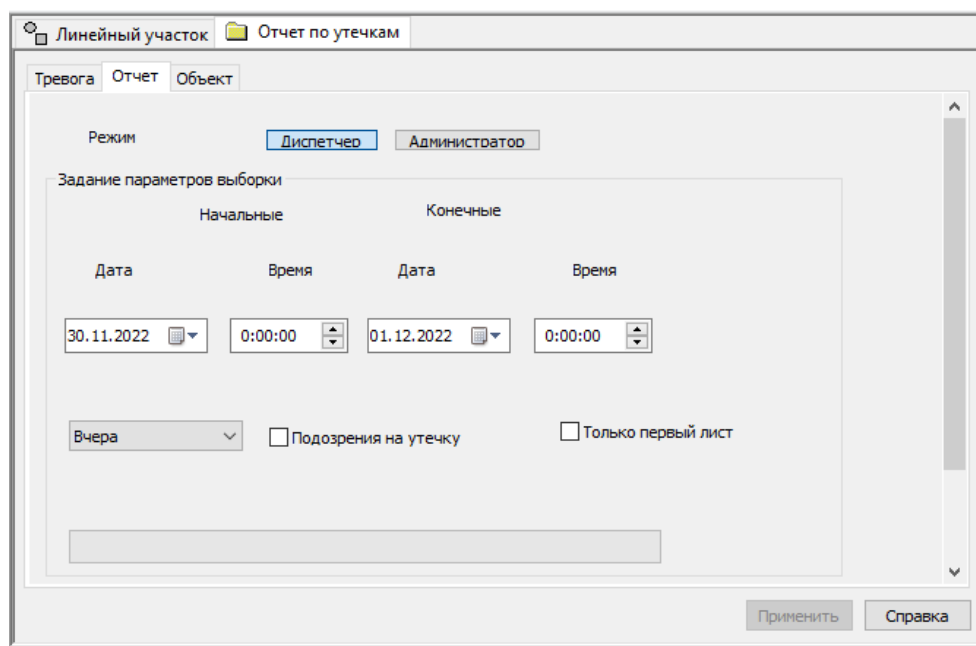 Линейный участок Отчет по утечкам
Тревога Отчет Объект
Режим Диспетчер Администратор
Задание параметров выборки
Начальные Конечные
Дата Время Дата Время
30.11.2022 0:00:00 01.12.2022 0:00:00
Вчера Подозрения на утечку Только первый лист
Применить Справка